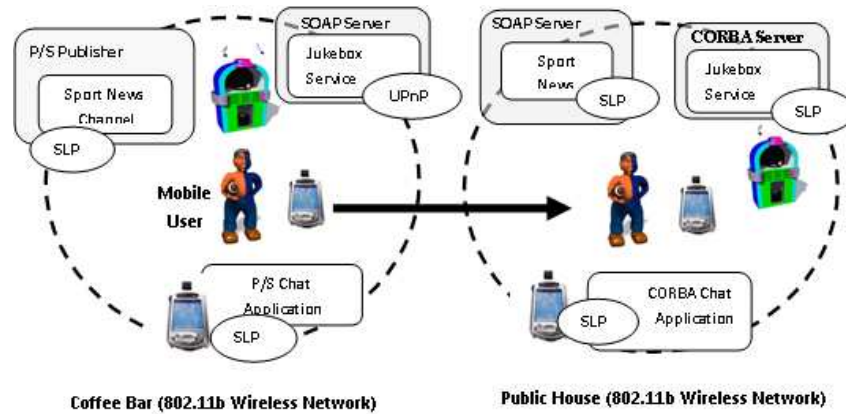 SOAP Server
P/S Publisher
Jukebox
Service
UPnP
Sport News
Channel
SLP
Mobile
User
P/S Chat
Application
SLP
Coffee Bar (802.11b Wireless Network)
SOAP Server
Sport
News
SLP
CORBA Server
Jukebox
Service
SLP
CORBA Chat
Application
SLP
Public House (802.11b Wireless Network)